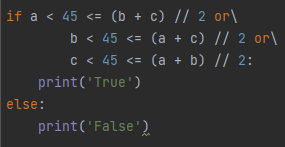 if a < 45 <= (b + c) // 2 or\
        b < 45 <= (a + c) // 2 or\
        c < 45 <= (a + b) // 2:
    print('True')
else:
    print('False')